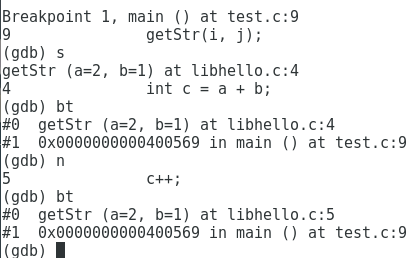 Breakpoint 1, main () at test.c:9
9               getStr(i, j);
(gdb) s
getStr (a=2, b=1) at libhello.c:4
4               int c = a + b;
(gdb) bt
#0  getStr (a=2, b=1) at libhello.c:4
#1  0x0000000000400569 in main () at test.c:9
(gdb) n
5               c++;
(gdb) bt
#0  getStr (a=2, b=1) at libhello.c:5
#1  0x0000000000400569 in main () at test.c:9
(gdb)